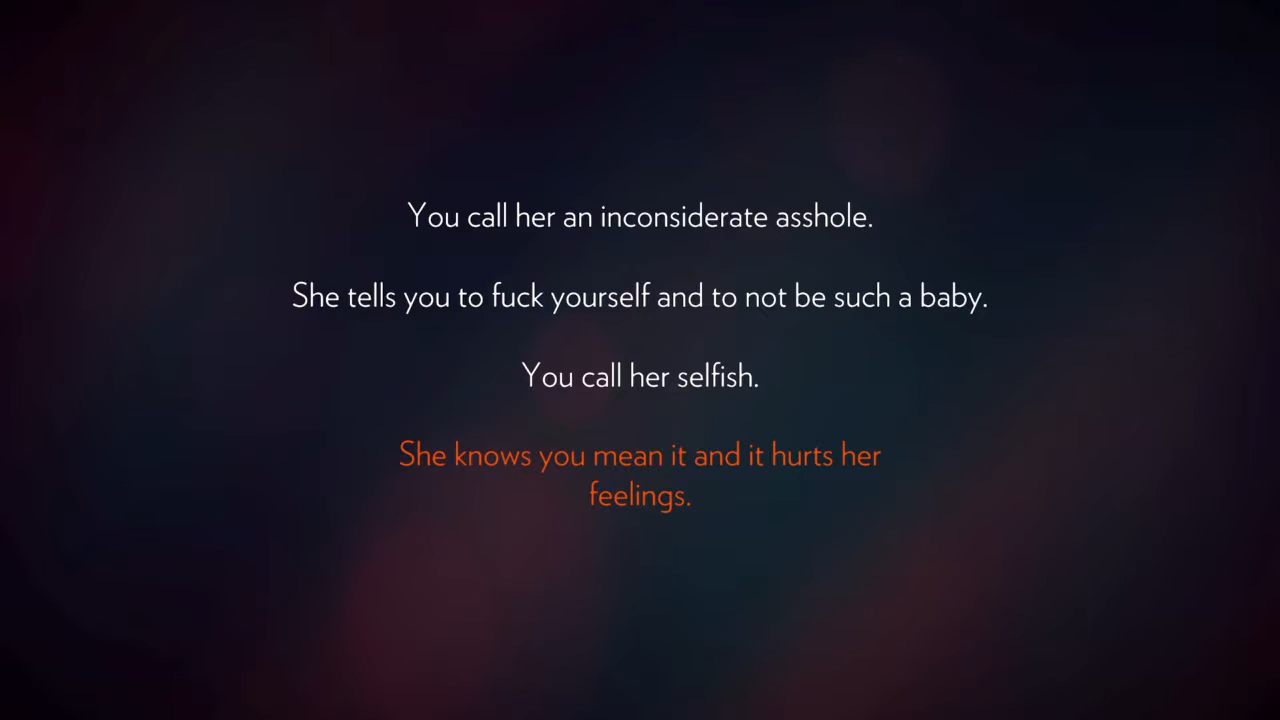 You call her an inconsiderate asshole.
She tells you to fuck yourself and to not be such a baby.
You call her selfish.
She knows you mean it and it hurts her
feelings.